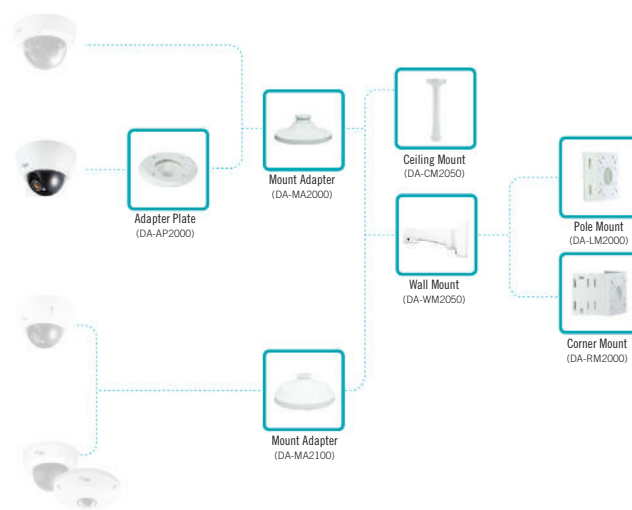 Ceiling Mount
(DA-CM2050)
Mount Adapter
(DA-MA2000)
Adapter Plate
(DA-AP2000)
Pole Mount
(DA-LM2000)
Wall Mount
(DA-WM2050)
Corner Mount
(DA-RM2000)
Mount Adapter
(DA-MA2100)